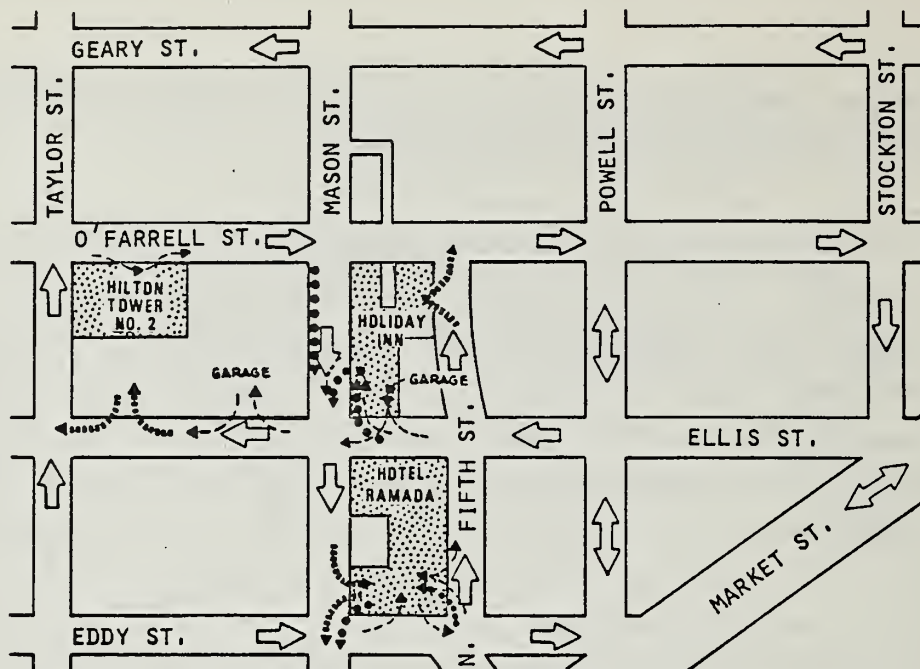 GEARY ST.
TAYLOR ST.
MASON ST.
POWELL ST.
STOCKTON ST.
O'FARRELL ST.
HILTON
TOWER
NO. 2
HOLIDAY
INN
GARAGE
GARAGE
ELLIS ST.
HOTEL
RAMADA
FIFTH ST.
MARKET ST.
EDDY ST.
N.